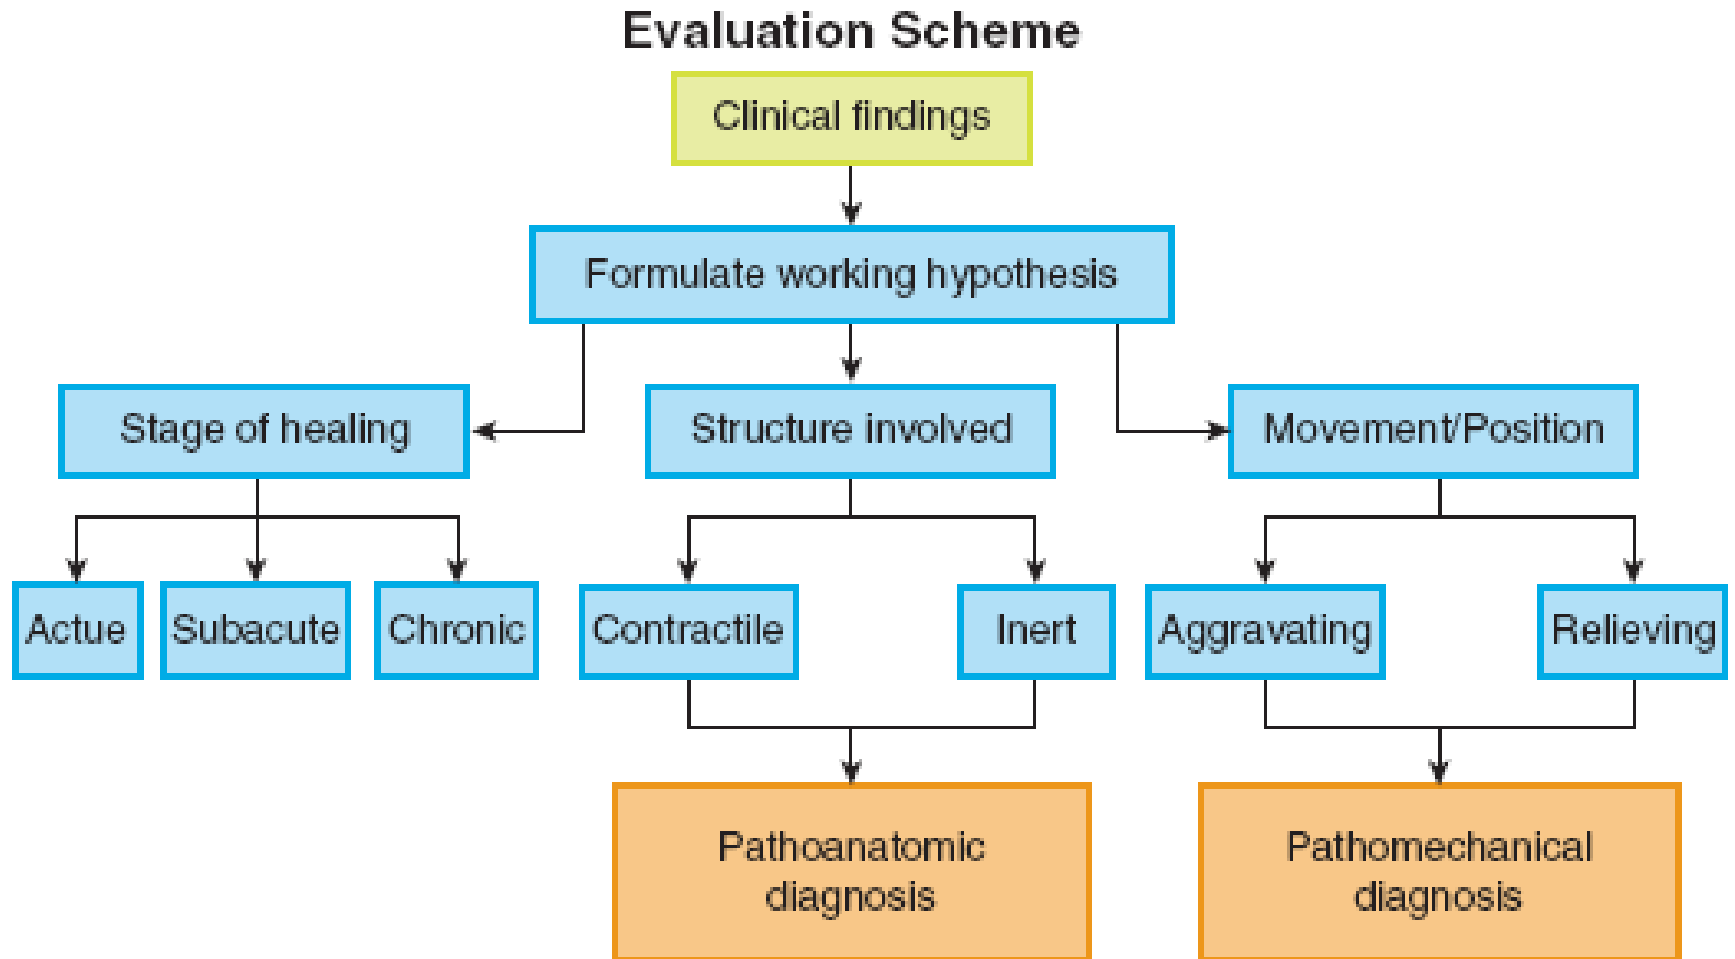 Evaluation Scheme
Clinical findings
Formulate working hypothesis
Stage of healing
Structure involved
Movement/Position
Actue
Subacute
Chronic
Contractile
Inert
Aggravating
Relieving
Pathoanatomic
diagnosis
Pathomechanical
diagnosis